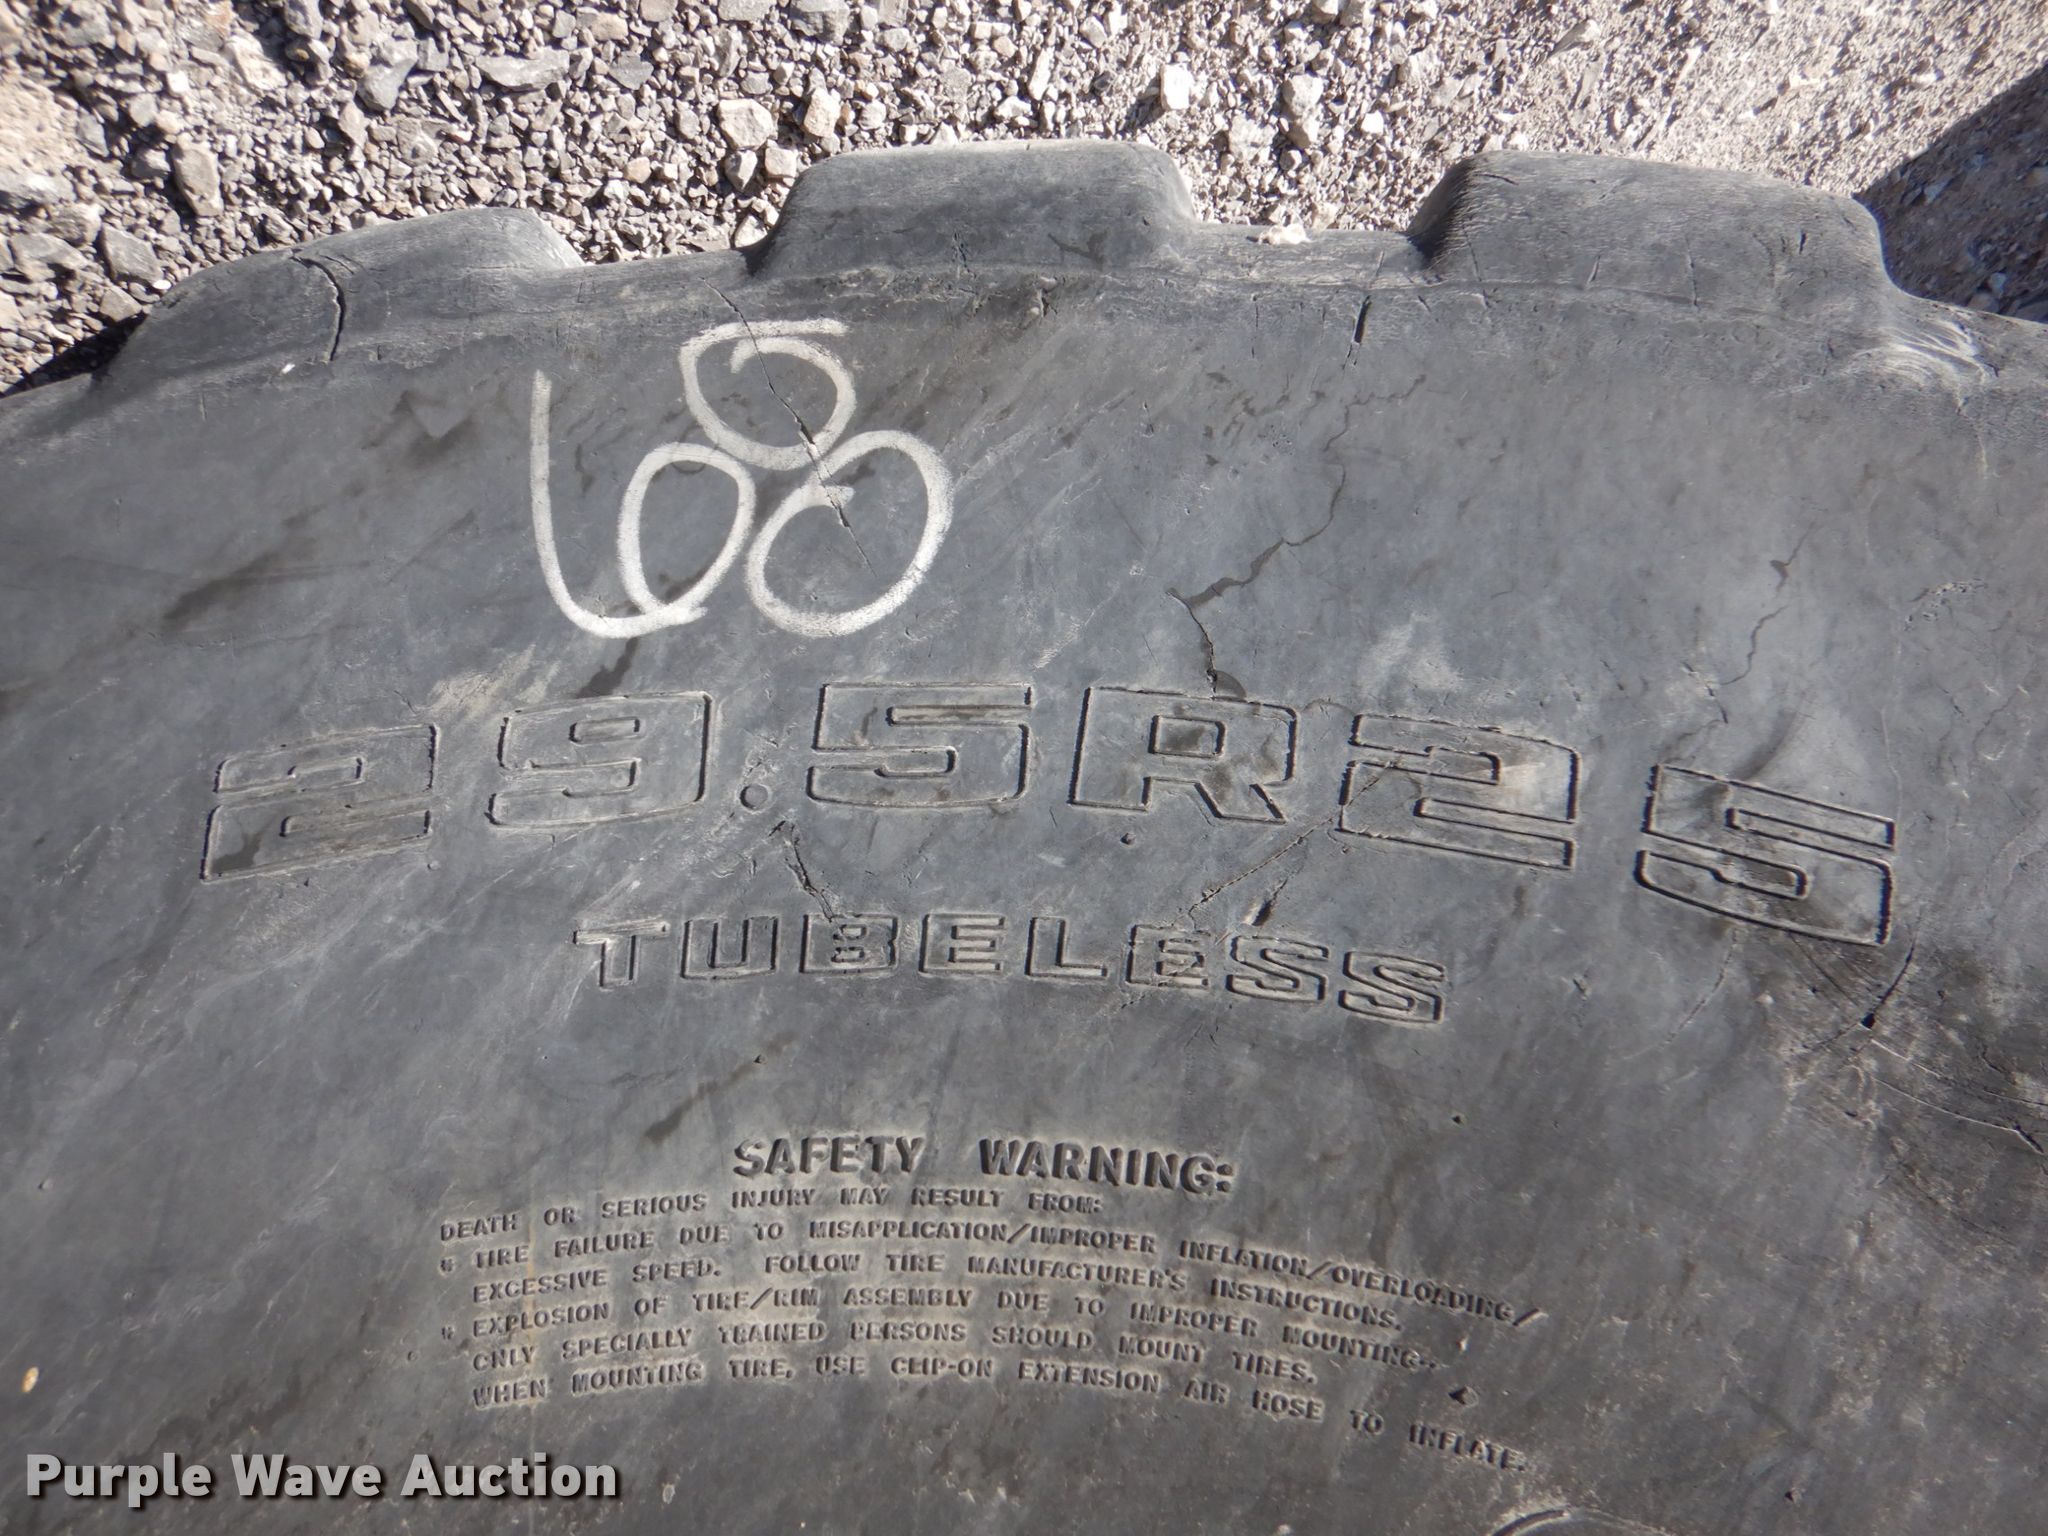 68
29.5R25
TUBELESS
SAFETY WARNING:
DEATH OR SERIOUS INJURY MAY RESULT FROM:
* TIRE FAILURE DUE TO MISAPPLICATION/IMPROPER INFLATION/OVERLOADING/
EXCESSIVE SPEED. FOLLOW TIRE MANUFACTURER'S INSTRUCTIONS.
* EXPLOSION OF TIRE/RIM ASSEMBLY DUE TO IMPROPER MOUNTING--
ONLY SPECIALLY TRAINED PERSONS SHOULD MOUNT TIRES.
WHEN MOUNTING TIRE, USE CLIP-ON EXTENSION AIR HOSE TO INFLATE.
Purple Wave Auction